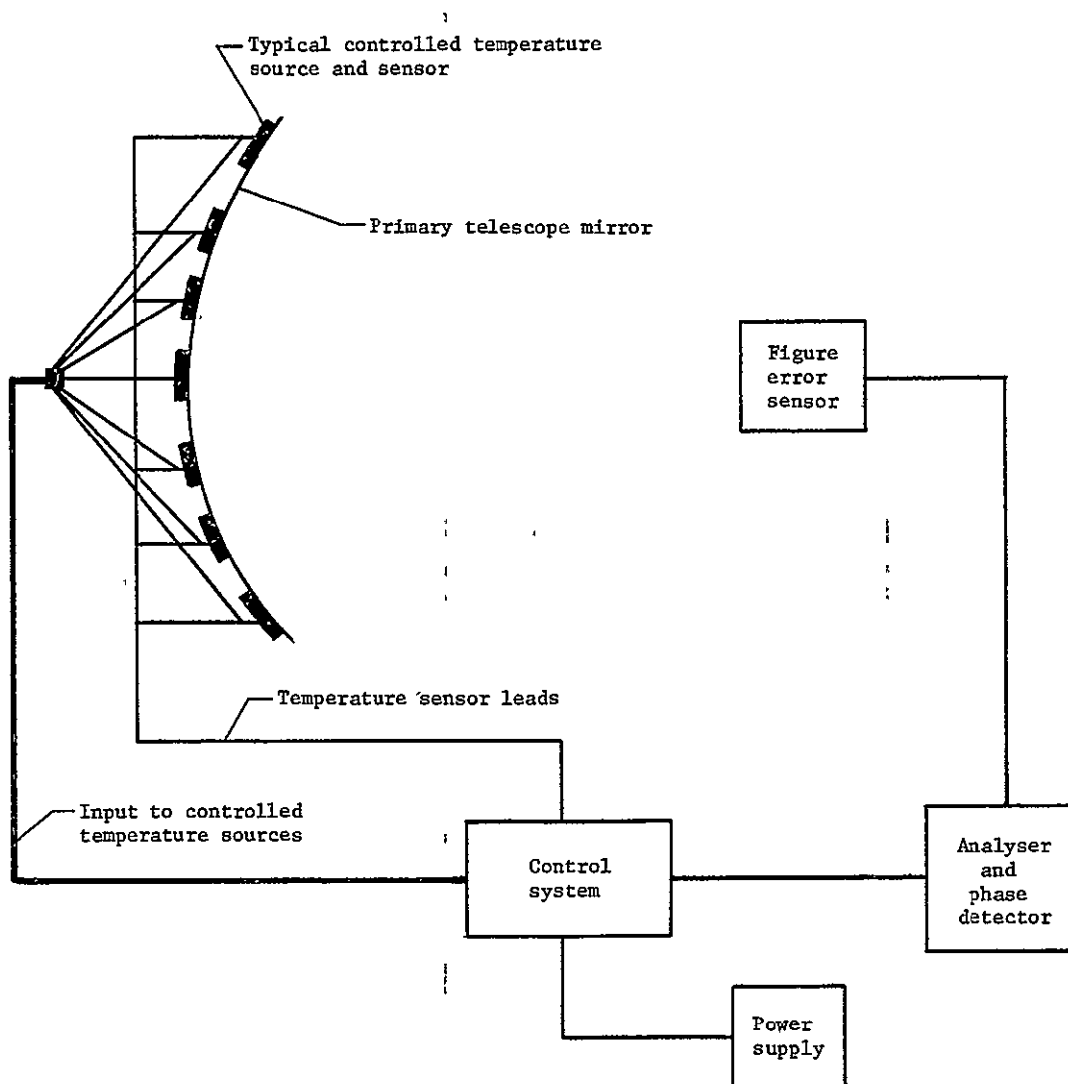 Typical controlled temperature
source and sensor
Primary telescope mirror
Figure
error
sensor
Temperature sensor leads
Input to controlled
temperature sources
Control
system
Analyser
and
phase
detector
Power
supply